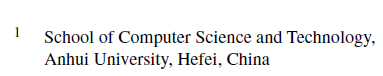 1 School of Computer Science and Technology,
Anhui University, Hefei, China